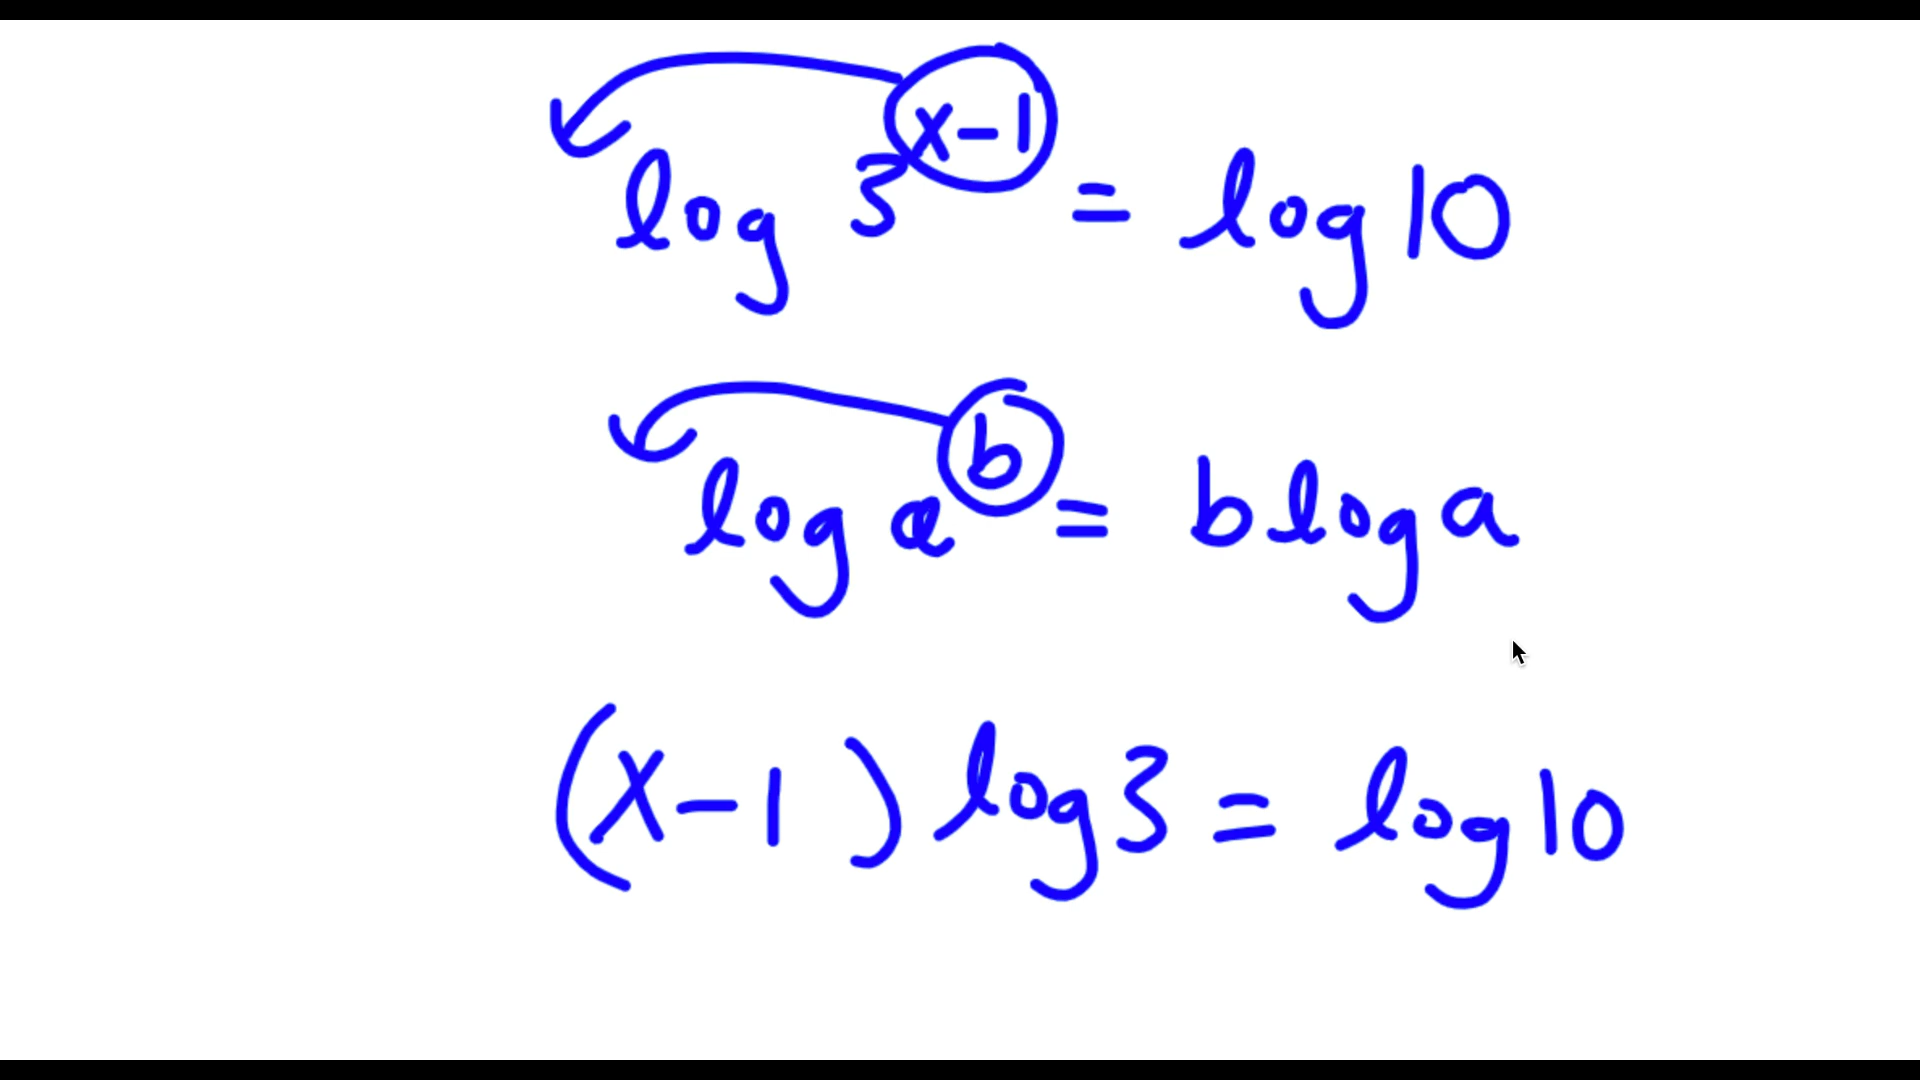 log 3^{x-1} = log 10
log a^b = b log a
(x-1) log 3 = log 10